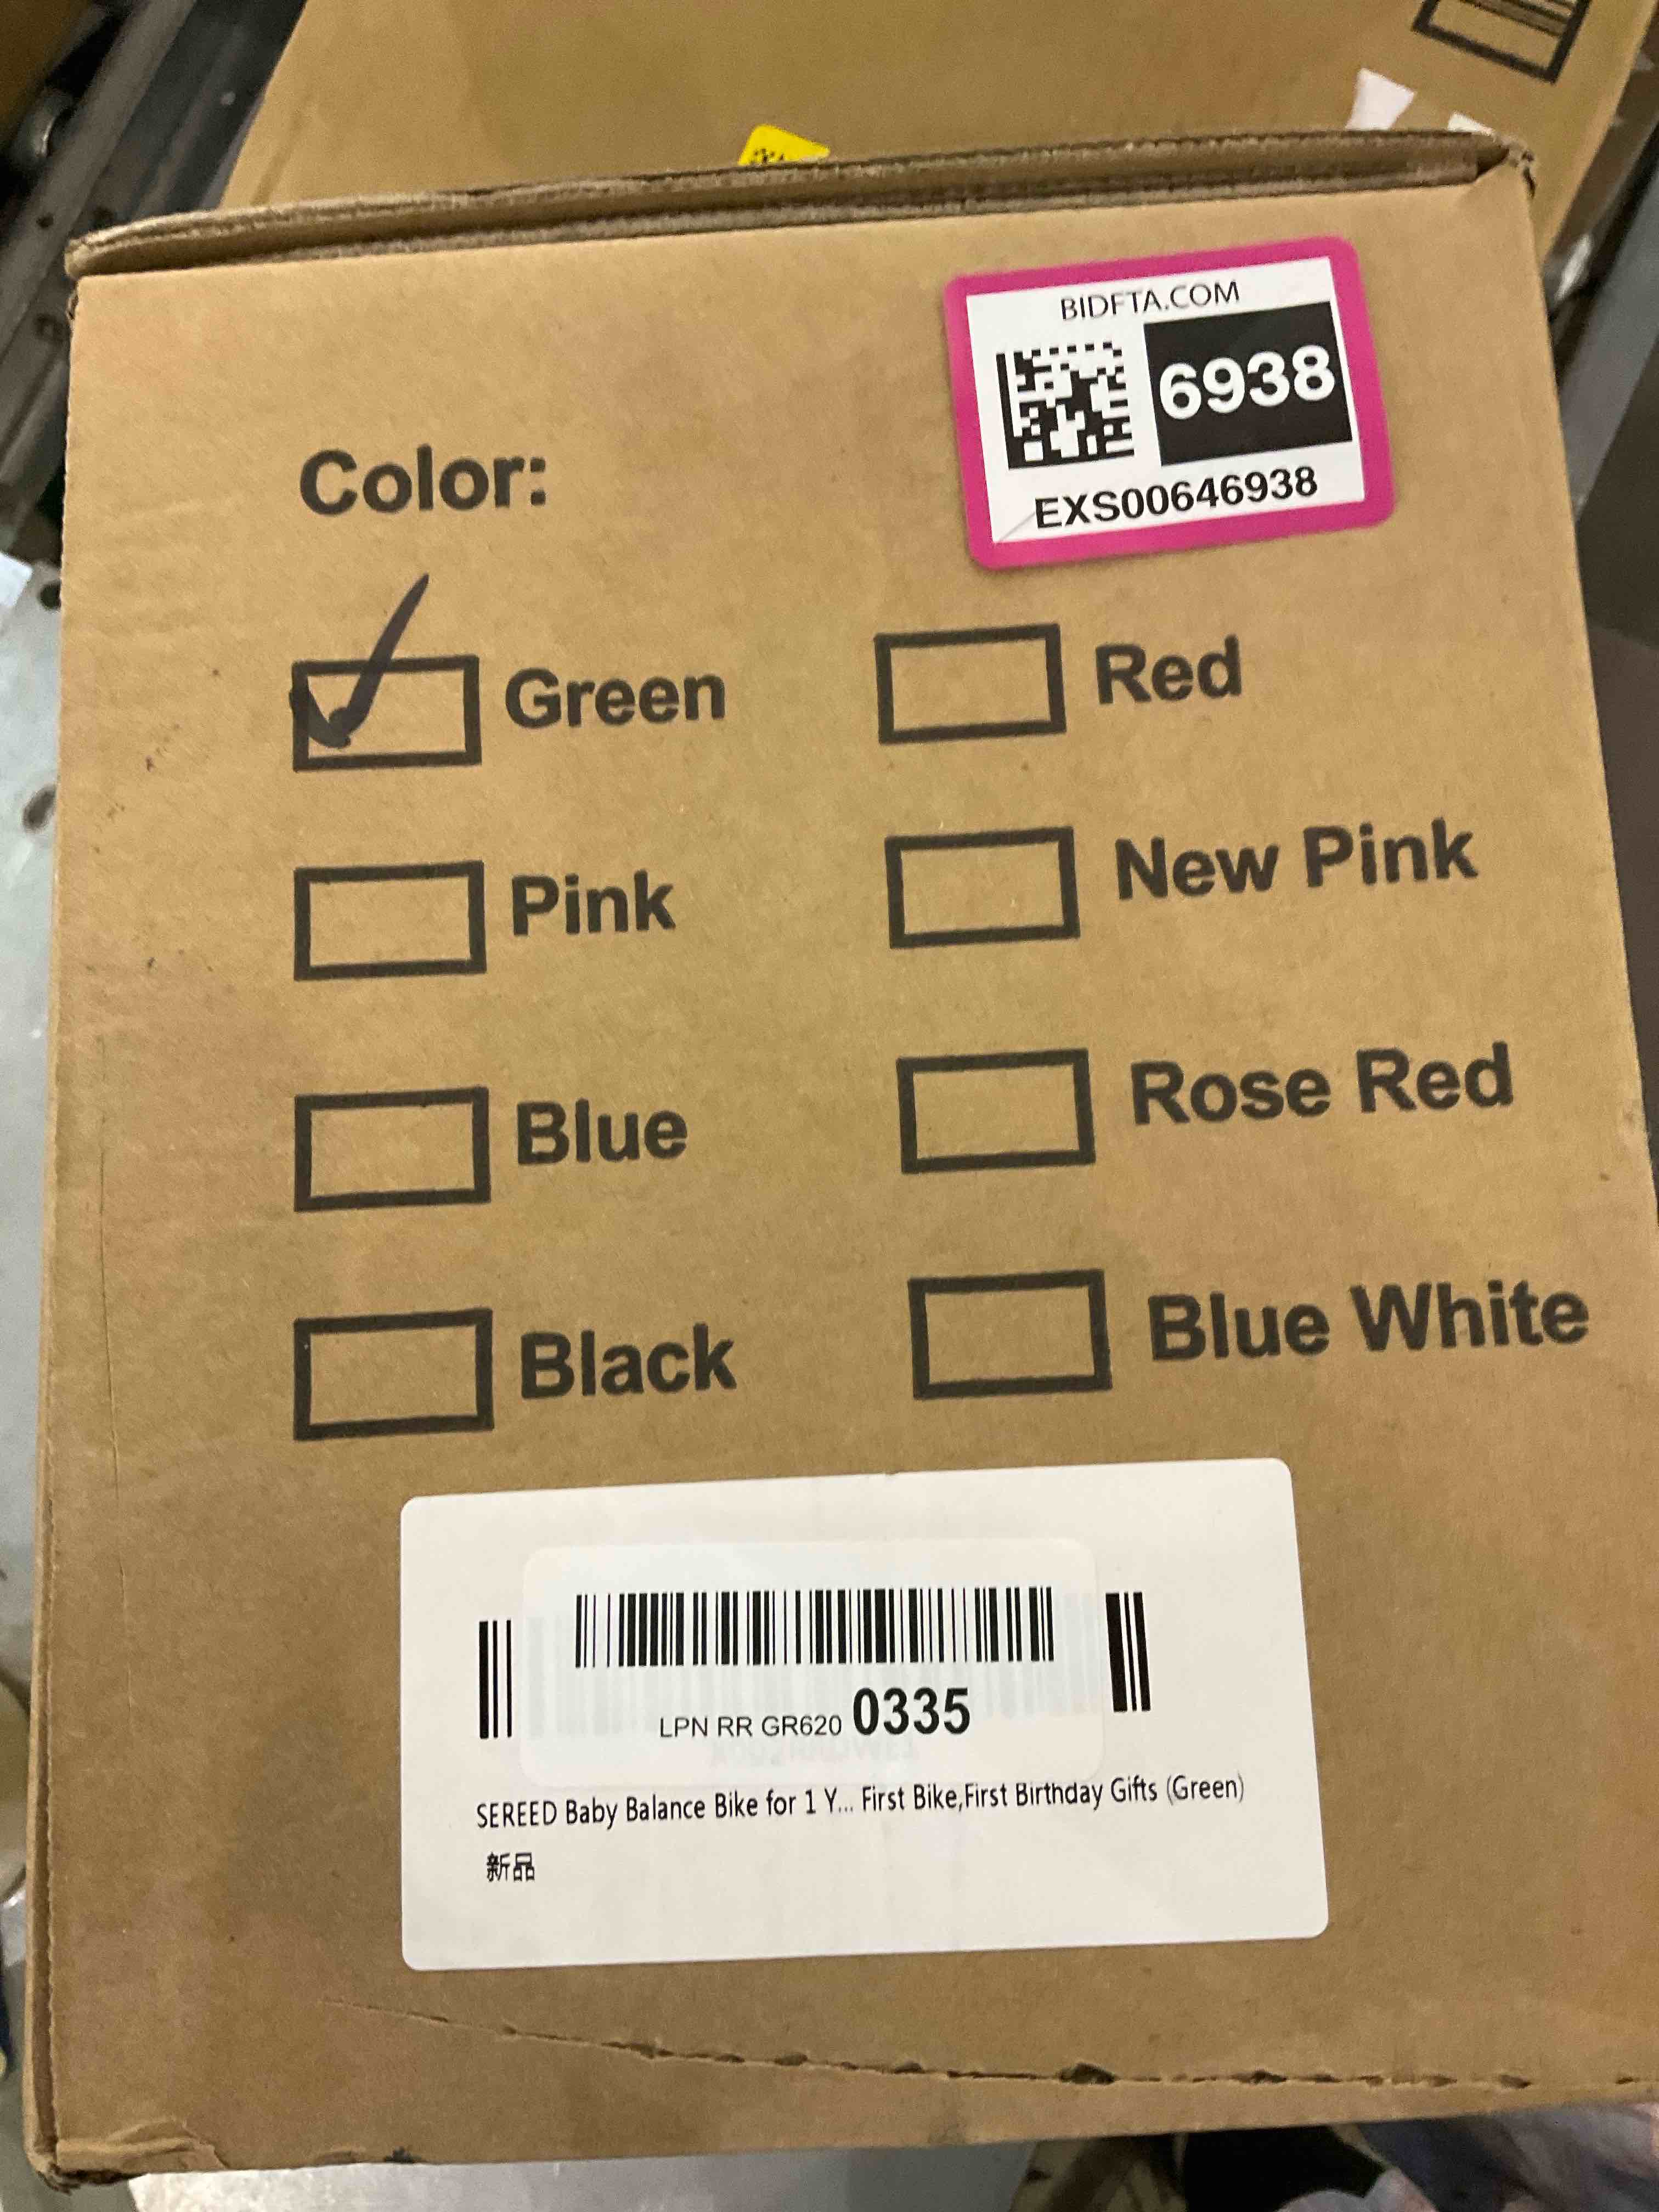 BIDFTA.COM
6938
EXS00646938
Color:
Green
Red
Pink
New Pink
Blue
Rose Red
Black
Blue White
LPN RR GR620 0335
SEREED Baby Balance Bike for 1 Y... First Bike,First Birthday Gifts (Green)
新品